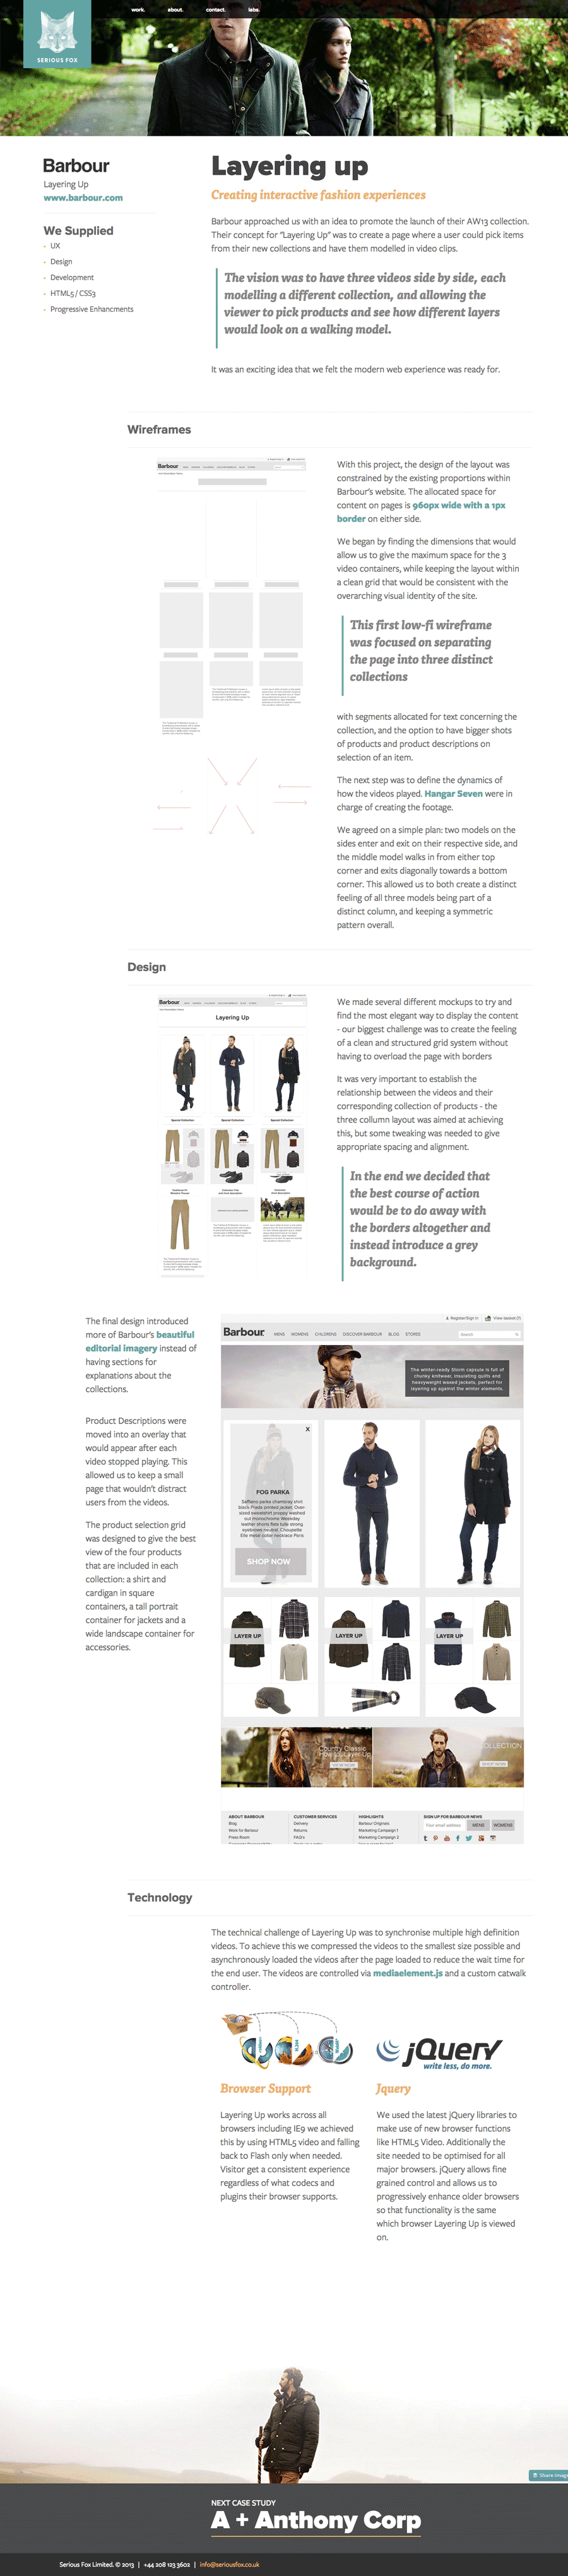 work.
about.
contact.
labs.
SERIOUS FOX
Barbour
Layering Up
www.barbour.com
We Supplied
UX
Design
Development
HTML5 / CSS3
Progressive Enhancments
Layering up
Creating interactive fashion experiences
Barbour approached us with an idea to promote the launch of their AW13 collection.
Their concept for "Layering Up" was to create a page where a user could pick items
from their new collections and have them modelled in video clips.
The vision was to have three videos side by side, each
modelling a different collection, and allowing the
viewer to pick products and see how different layers
would look on a walking model.
It was an exciting idea that we felt the modern web experience was ready for.
Wireframes
Barbour
With this project, the design of the layout was
constrained by the existing proportions within
Barbour's website. The allocated space for
content on pages is 960px wide with a 1px
border on either side.
We began by finding the dimensions that would
allow us to give the maximum space for the 3
video containers, while keeping the layout within
a clean grid that would be consistent with the
overarching visual identity of the site.
This first low-fi wireframe
was focused on separating
the page into three distinct
collections
with segments allocated for text concerning the
collection, and the option to have bigger shots
of products and product descriptions on
selection of an item.
The next step was to define the dynamics of
how the videos played. Hangar Seven were in
charge of creating the footage.
We agreed on a simple plan: two models on the
sides enter and exit on their respective side, and
the middle model walks in from either top
corner and exits diagonally towards a bottom
corner. This allowed us to both create a distinct
feeling of all three models being part of a
distinct column, and keeping a symmetric
pattern overall.
Design
Barbour
Layering Up
Special Collection
Special Collection
Special Collection
We made several different mockups to try and
find the most elegant way to display the content
- our biggest challenge was to create the feeling
of a clean and structured grid system without
having to overload the page with borders
It was very important to establish the
relationship between the videos and their
corresponding collection of products - the
three collumn layout was aimed at achieving
this, but some tweaking was needed to give
appropriate spacing and alignment.
In the end we decided that
the best course of action
would be to do away with
the borders altogether and
instead introduce a grey
background.
The final design introduced
more of Barbour's beautiful
editorial imagery instead of
having sections for
explanations about the
collections.
Product Descriptions were
moved into an overlay that
would appear after each
video stopped playing. This
allowed us to keep a small
page that wouldn't distract
users from the videos.
The product selection grid
was designed to give the best
view of the four products
that are included in each
collection: a shirt and
cardigan in square
containers, a tall portrait
container for jackets and a
wide landscape container for
accessories.
Register/Sign in
View basket (7)
Barbour
MENS WOMENS CHILDRENS DISCOVER BARBOUR BLOG STORES
Search
The winter-ready Storm capsule is full of
chunky knitwear, insulating quilts and
heavyweight waxed jackets, perfect for
layering up against the winter elements.
X
FOG PARKA
SHOP NOW
LAYER UP
LAYER UP
LAYER UP
Country Classic
How to Layer Up
COLLECTION
ABOUT BARBOUR
Blog
Work for Barbour
Press Room
CUSTOMER SERVICES
Delivery
Returns
FAQ's
HIGHLIGHTS
Barbour Originals
Marketing Campaign 1
Marketing Campaign 2
SIGN UP FOR BARBOUR NEWS
Your email address
MENS
WOMENS
Technology
The technical challenge of Layering Up was to synchronise multiple high definition
videos. To achieve this we compressed the videos to the smallest size possible and
asynchronously loaded the videos after the page loaded to reduce the wait time for
the end user. The videos are controlled via mediaelement.js and a custom catwalk
controller.
jQuery
write less, do more.
Browser Support
Layering Up works across all
browsers including IE9 we achieved
this by using HTML5 video and falling
back to Flash only when needed.
Visitor get a consistent experience
regardless of what codecs and
plugins their browser supports.
Jquery
We used the latest jQuery libraries to
make use of new browser functions
like HTML5 Video. Additionally the
site needed to be optimised for all
major browsers. jQuery allows fine
grained control and allows us to
progressively enhance older browsers
so that functionality is the same
which browser Layering Up is viewed
on.
Share Image
NEXT CASE STUDY
A + Anthony Corp
Serious Fox Limited. © 2013 | +44 208 123 3602 | info@seriousfox.co.uk